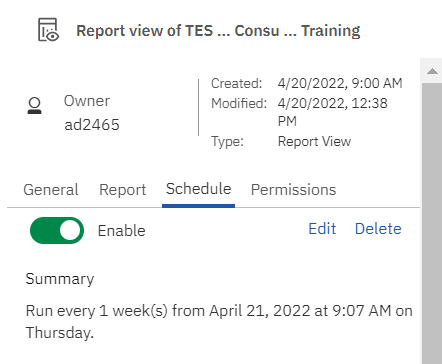 Report view of TES ... Consu ... Training
Owner
ad2465
Created: 4/20/2022, 9:00 AM
Modified: 4/20/2022, 12:38
PM
Type: Report View
General Report Schedule Permissions
Enable Edit Delete
Summary
Run every 1 week(s) from April 21, 2022 at 9:07 AM on
Thursday.